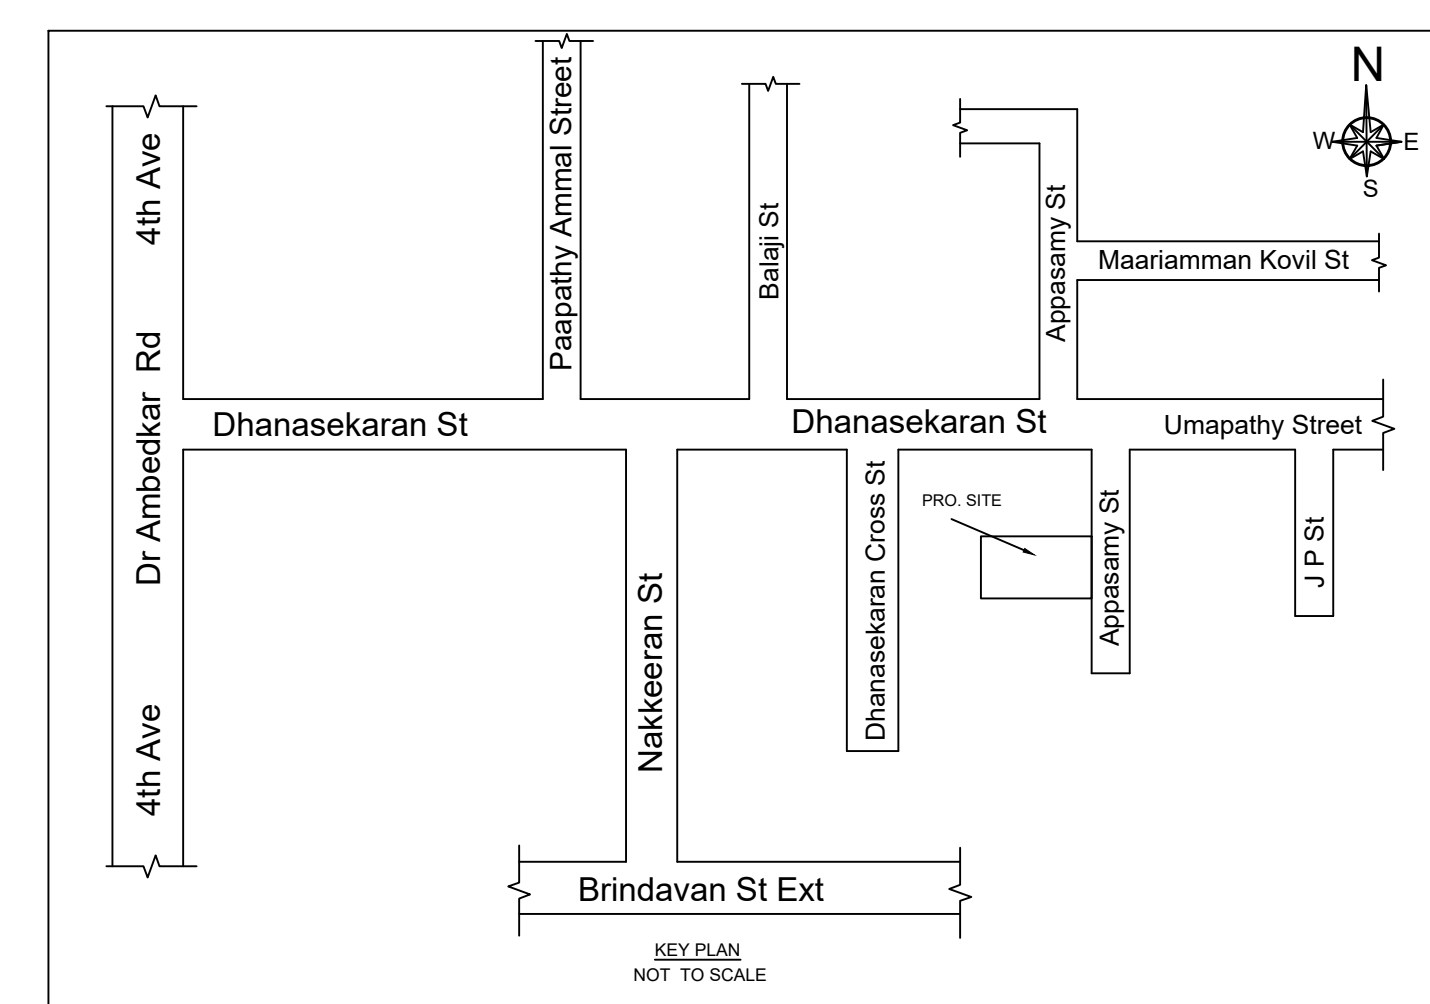 N
W
E
S
4th Ave
Paapathy Ammal Street
Balaji St
Appasamy St
Maariamman Kovil St
Dr Ambedkar Rd
Dhanasekaran St
Dhanasekaran St
Umapathy Street
PRO. SITE
Dhanasekaran Cross St
Appasamy St
J P St
Nakkeeran St
4th Ave
Brindavan St Ext
KEY PLAN
NOT TO SCALE